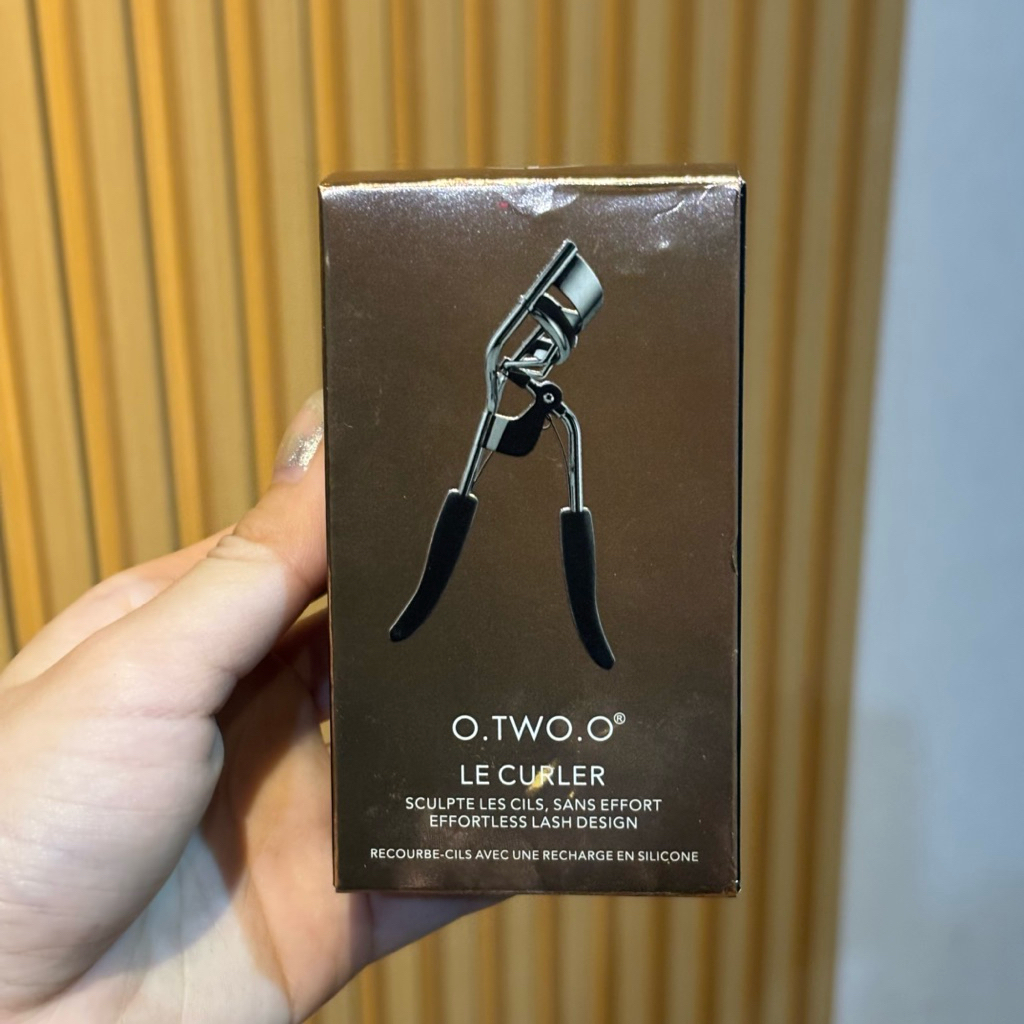 O.TWO.O®
LE CURLER
SCULPTE LES CILS, SANS EFFORT
EFFORTLESS LASH DESIGN
RECOURBE-CILS AVEC UNE RECHARGE EN SILICONE